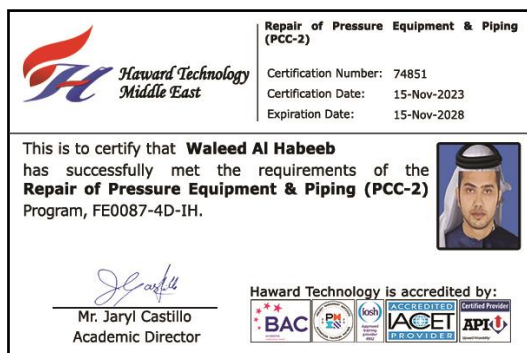 Haward Technology
Middle East
Repair of Pressure Equipment & Piping
(PCC-2)
Certification Number: 74851
Certification Date: 15-Nov-2023
Expiration Date: 15-Nov-2028
This is to certify that Waleed Al Habeeb
has successfully met the requirements of the
Repair of Pressure Equipment & Piping (PCC-2)
Program, FE0087-4D-IH.
Mr. Jaryl Castillo
Academic Director
Haward Technology is accredited by:
BAC
iosh
ACCREDITED
IACET
PROVIDER
Certified Provider
API